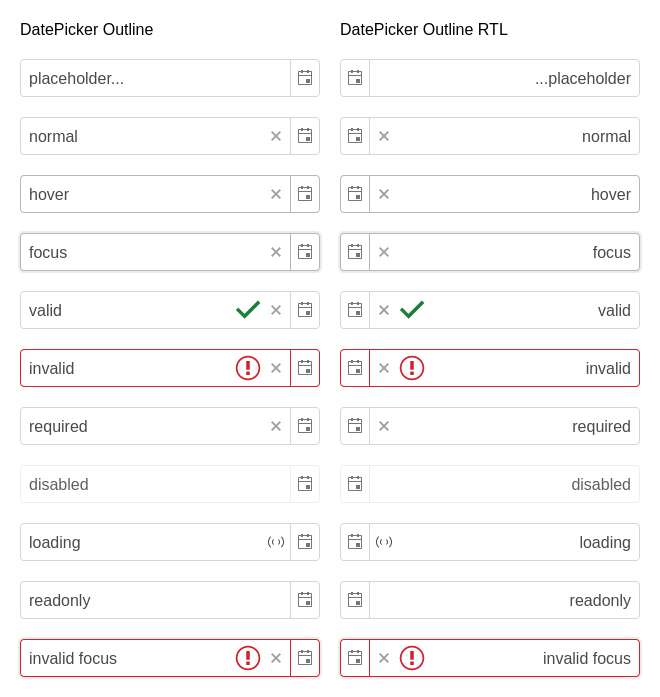 DatePicker Outline
DatePicker Outline RTL
placeholder...
...placeholder
normal
normal
hover
hover
focus
focus
valid
valid
invalid
invalid
required
required
disabled
disabled
loading
loading
readonly
readonly
invalid focus
invalid focus